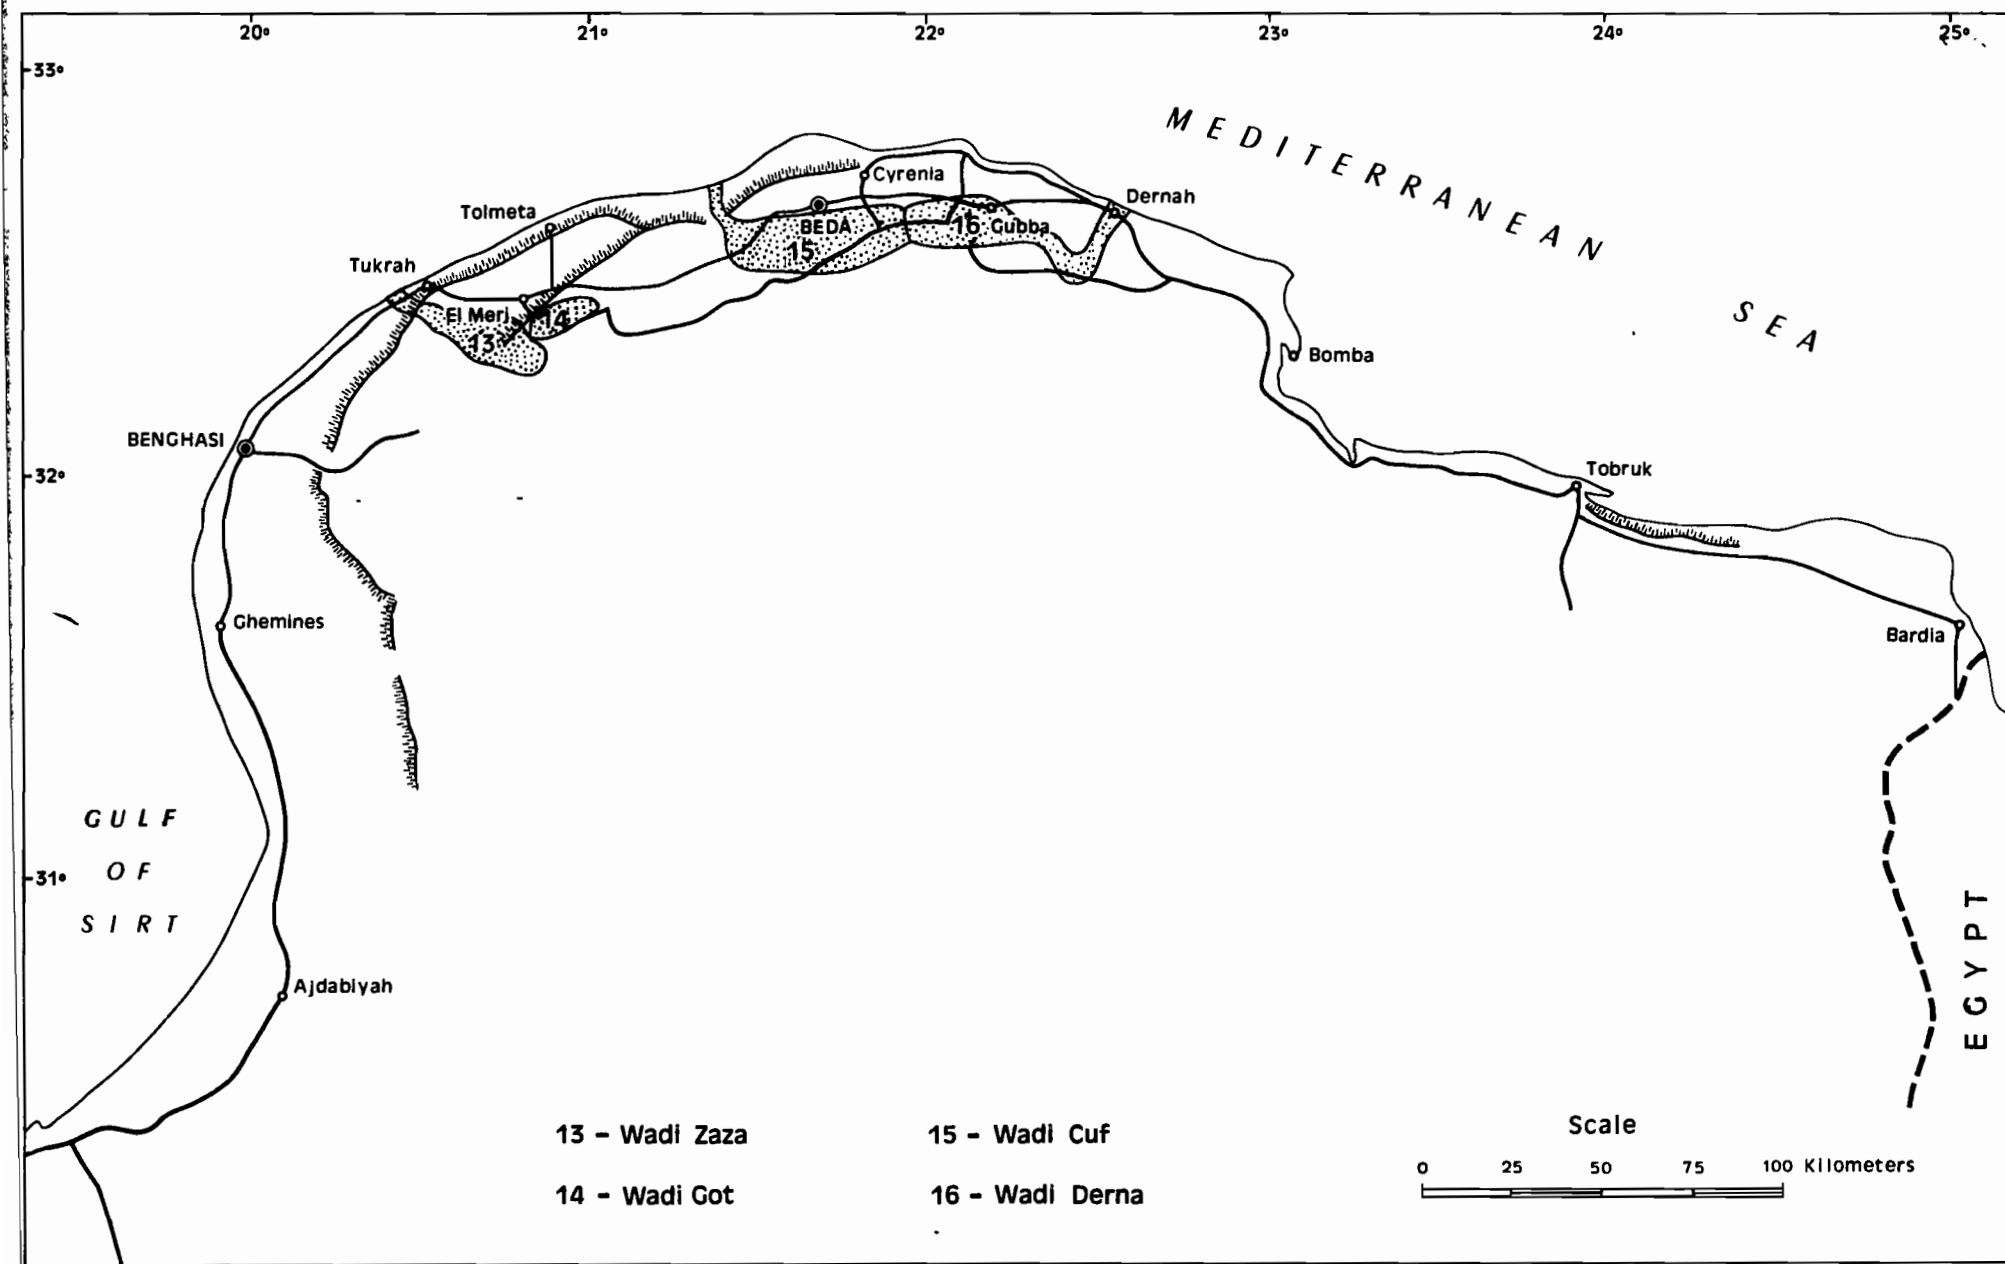 20° 21° 22° 23° 24° 25°
33°
MEDITERRANEAN
SEA
Cyrenia
Dernah
Tolmeta
BEDA
16 Gubba
15
Tukrah
El Merj
14
13
Bomba
BENGHASI
32°
Tobruk
Ghemines
Bardia
GULF
OF
SIRT
31°
EGYPT
Ajdabiyah
13 - Wadi Zaza
14 - Wadi Got
15 - Wadi Cuf
16 - Wadi Derna
Scale
0 25 50 75 100 Kilometers